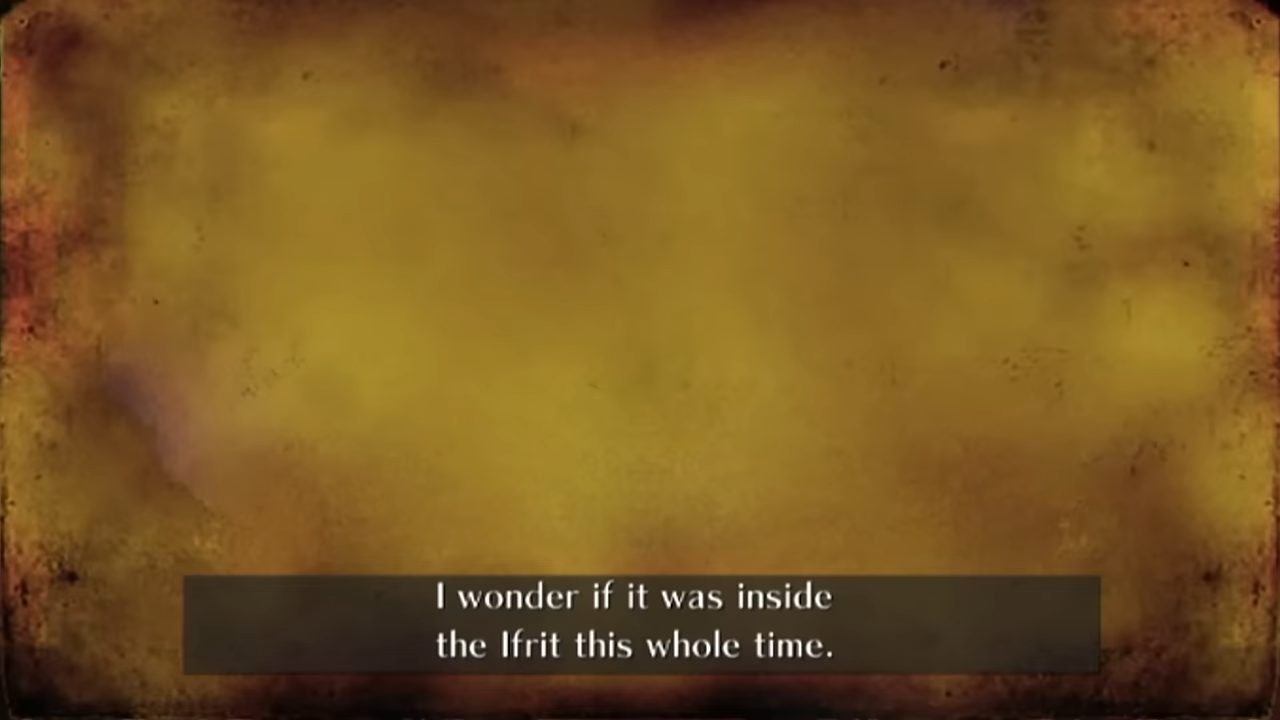 I wonder if it was inside
the Ifrit this whole time.